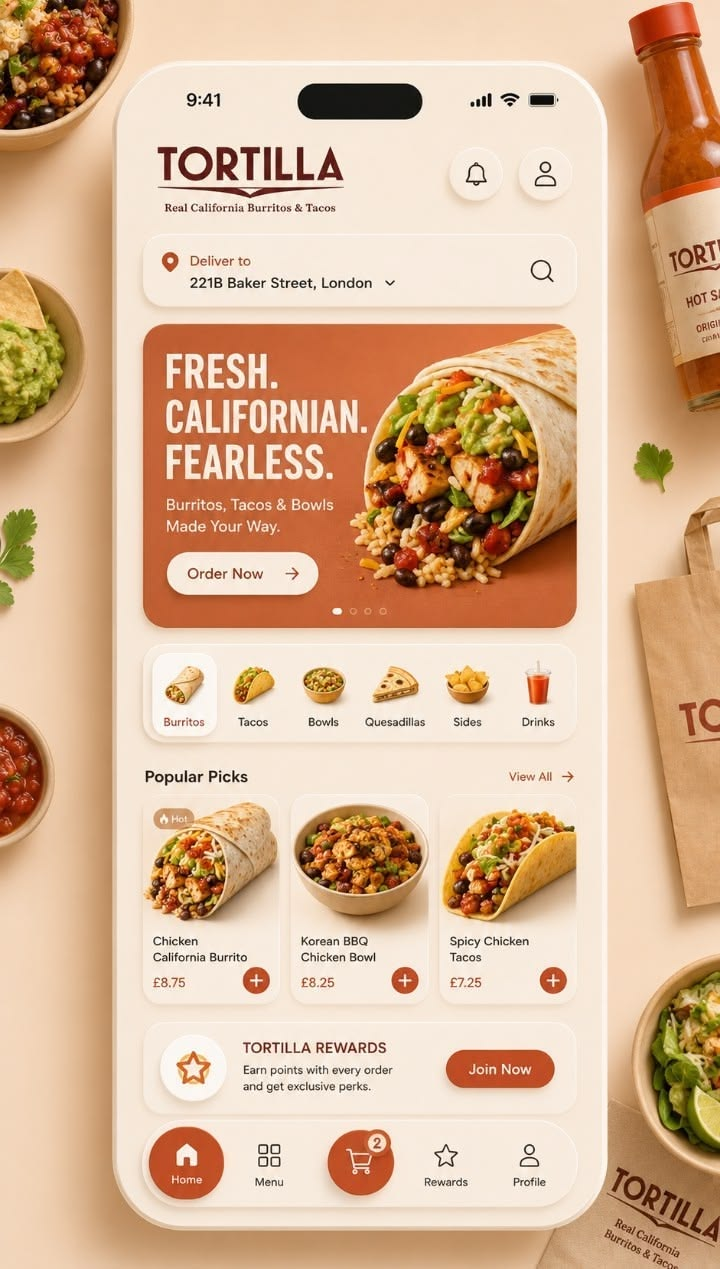 9:41
TORTILLA
Real California Burritos & Tacos
Deliver to
221B Baker Street, London
FRESH.
CALIFORNIAN.
FEARLESS.
Burritos, Tacos & Bowls
Made Your Way.
Order Now
Burritos
Tacos
Bowls
Quesadillas
Sides
Drinks
Popular Picks
View All
Hot
Chicken
California Burrito
£8.75
Korean BBQ
Chicken Bowl
£8.25
Spicy Chicken
Tacos
£7.25
TORTILLA REWARDS
Earn points with every order
and get exclusive perks.
Join Now
Home
Menu
2
Rewards
Profile
HOT
TORTILLA
Real California
Burritos & Tacos